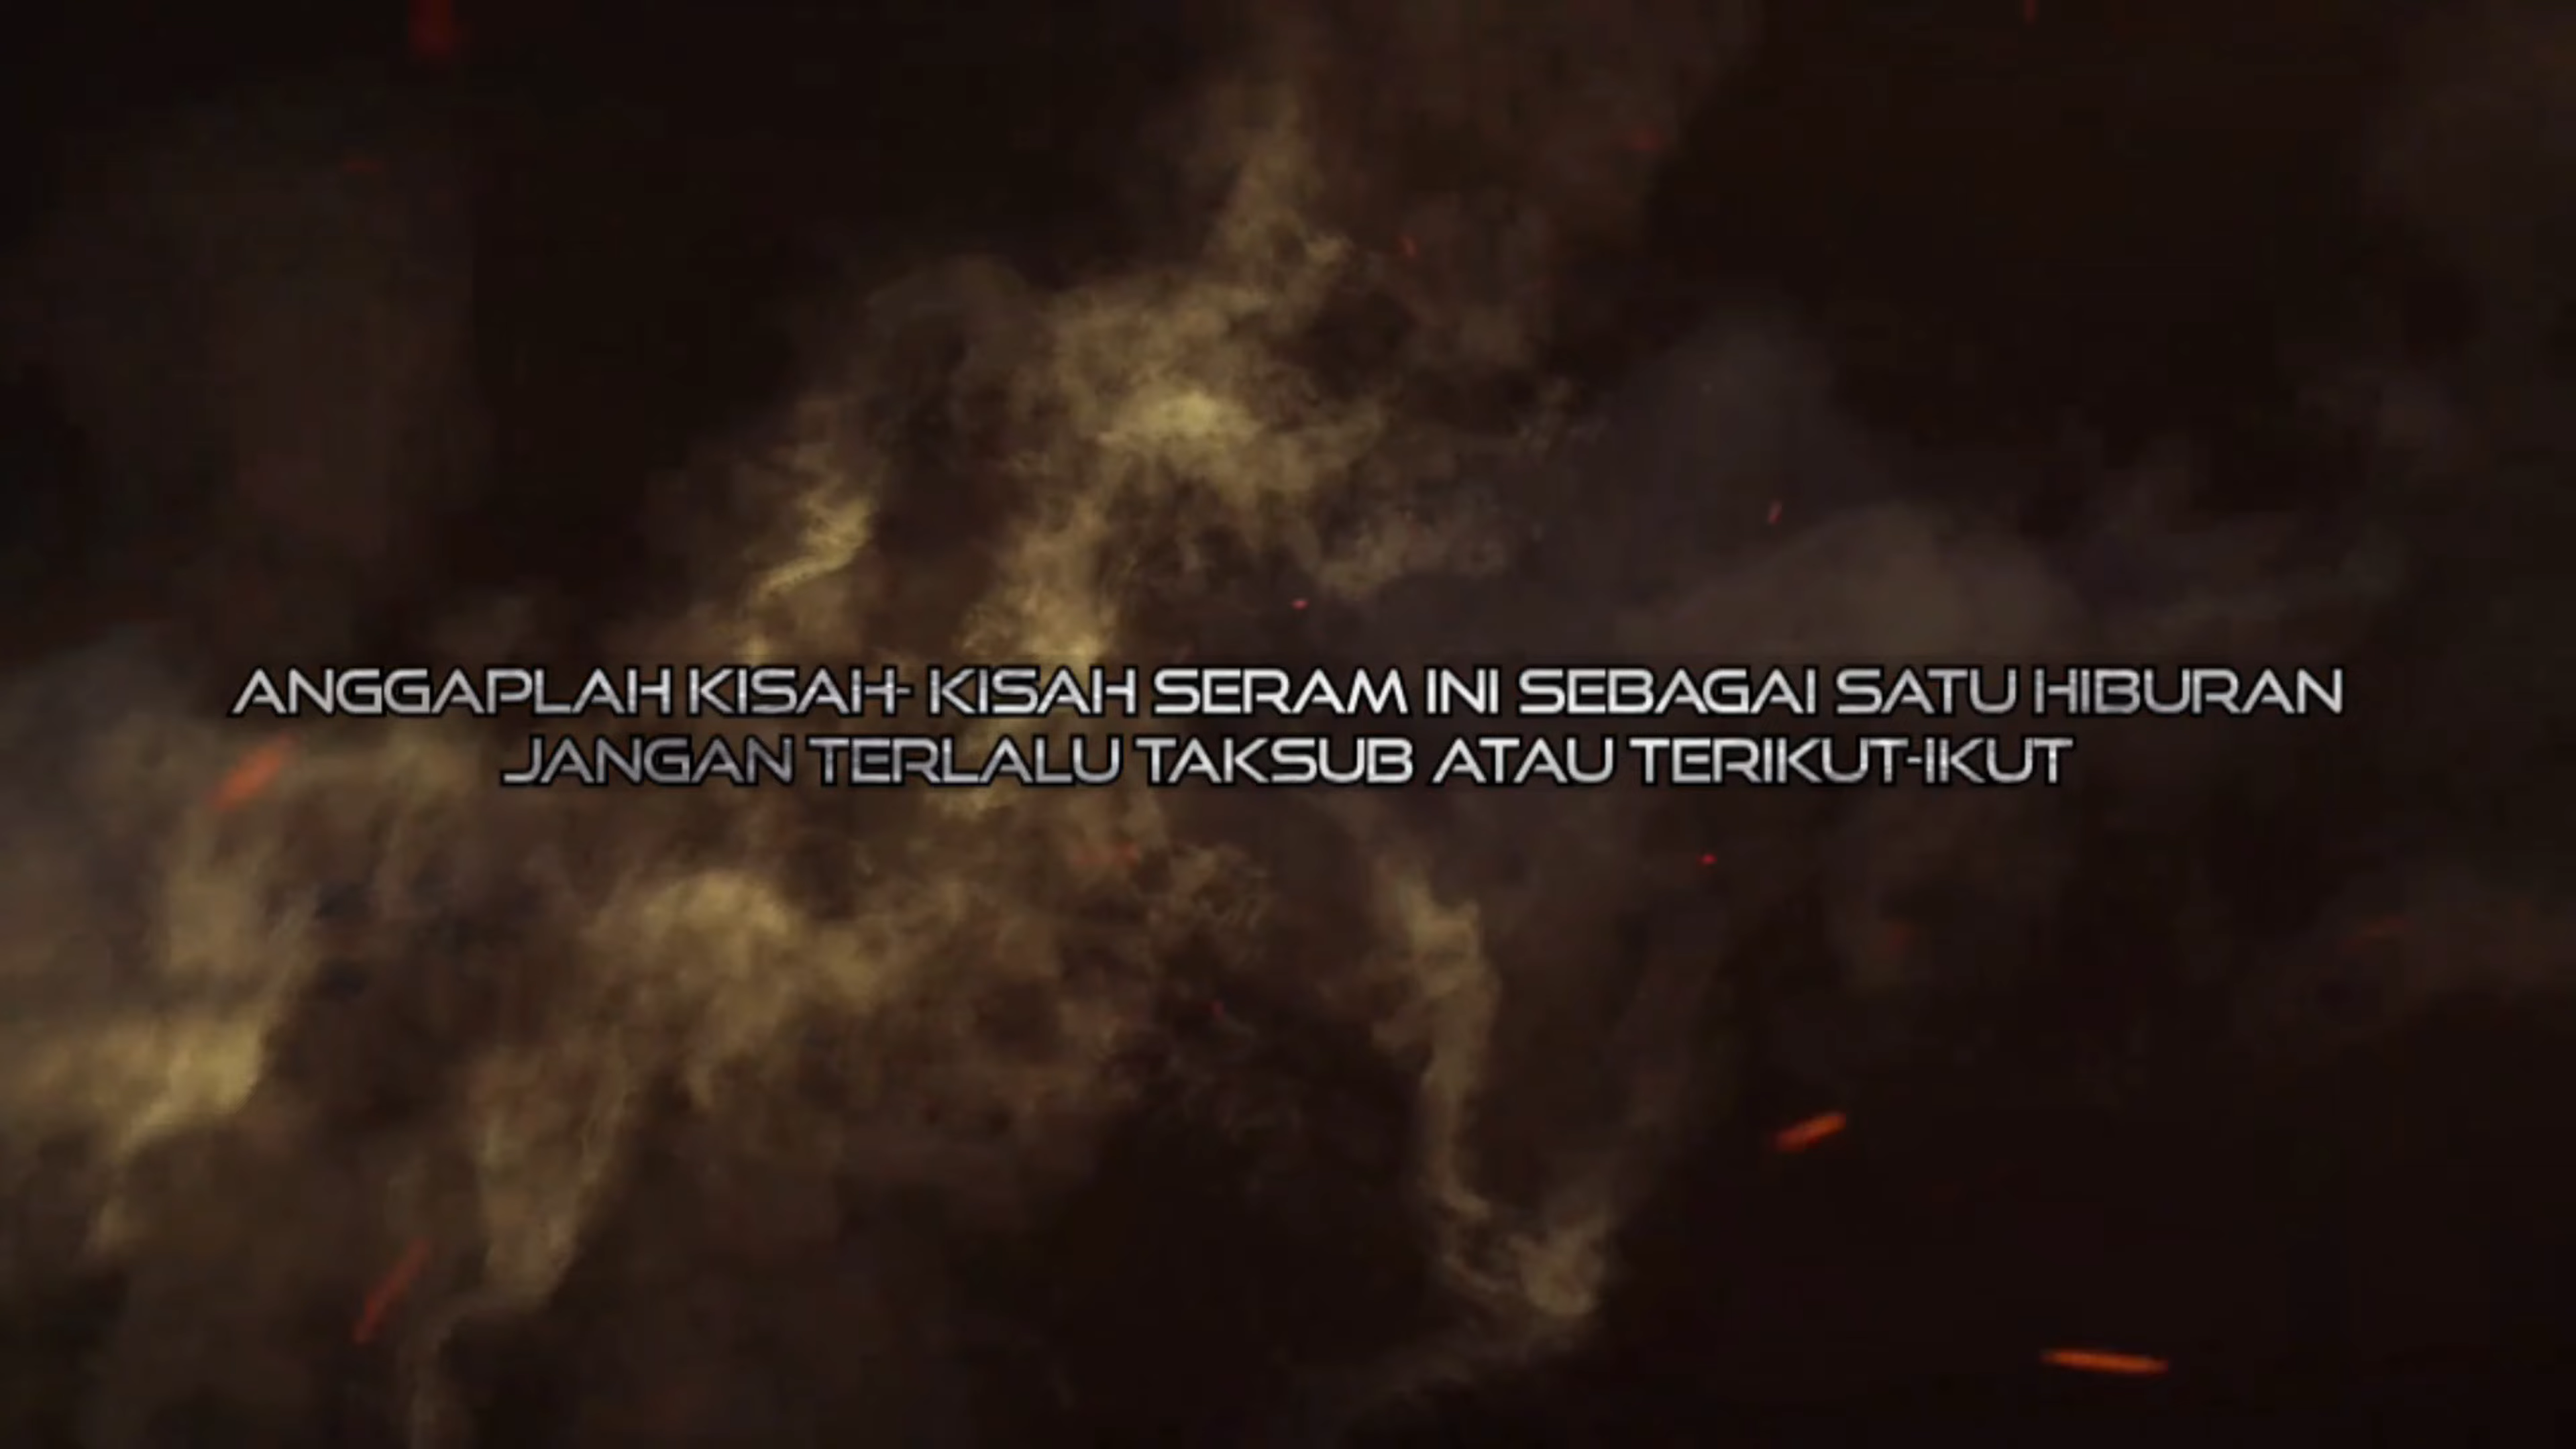 ANGGAPLAH KISAH- KISAH SERAM INI SEBAGAI SATU HIBURAN
JANGAN TERLALU TAKSUB ATAU TERIKUT-IKUT